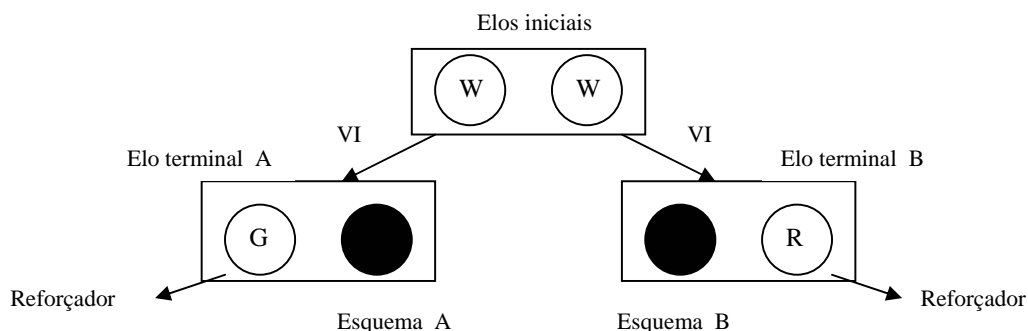 Elos iniciais
W W
VI VI
Elo terminal A Elo terminal B
G R
Reforçador Reforçador
Esquema A Esquema B